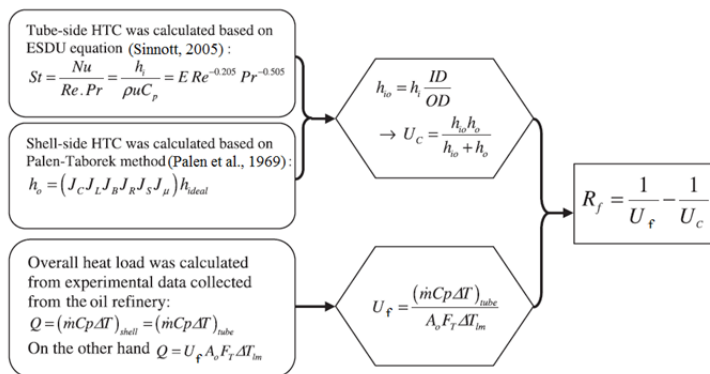 Tube-side HTC was calculated based on
ESDU equation (Sinnott, 2005) :
St = Nu / Re . Pr = h_i / ρuC_p = E Re^-0.205 Pr^-0.505
Shell-side HTC was calculated based on
Palen-Taborek method (Palen et al., 1969) :
h_o = (J_C J_L J_B J_R J_S J_μ) h_ideal
Overall heat load was calculated
from experimental data collected
from the oil refinery:
Q = (ṁCpΔT)_shell = (ṁCpΔT)_tube
On the other hand Q = U_f A_o F_T ΔT_lm
h_io = h_i ID / OD
→ U_C = h_io h_o / h_io + h_o
U_f = (ṁCpΔT)_tube / A_o F_T ΔT_lm
R_f = 1 / U_f − 1 / U_c